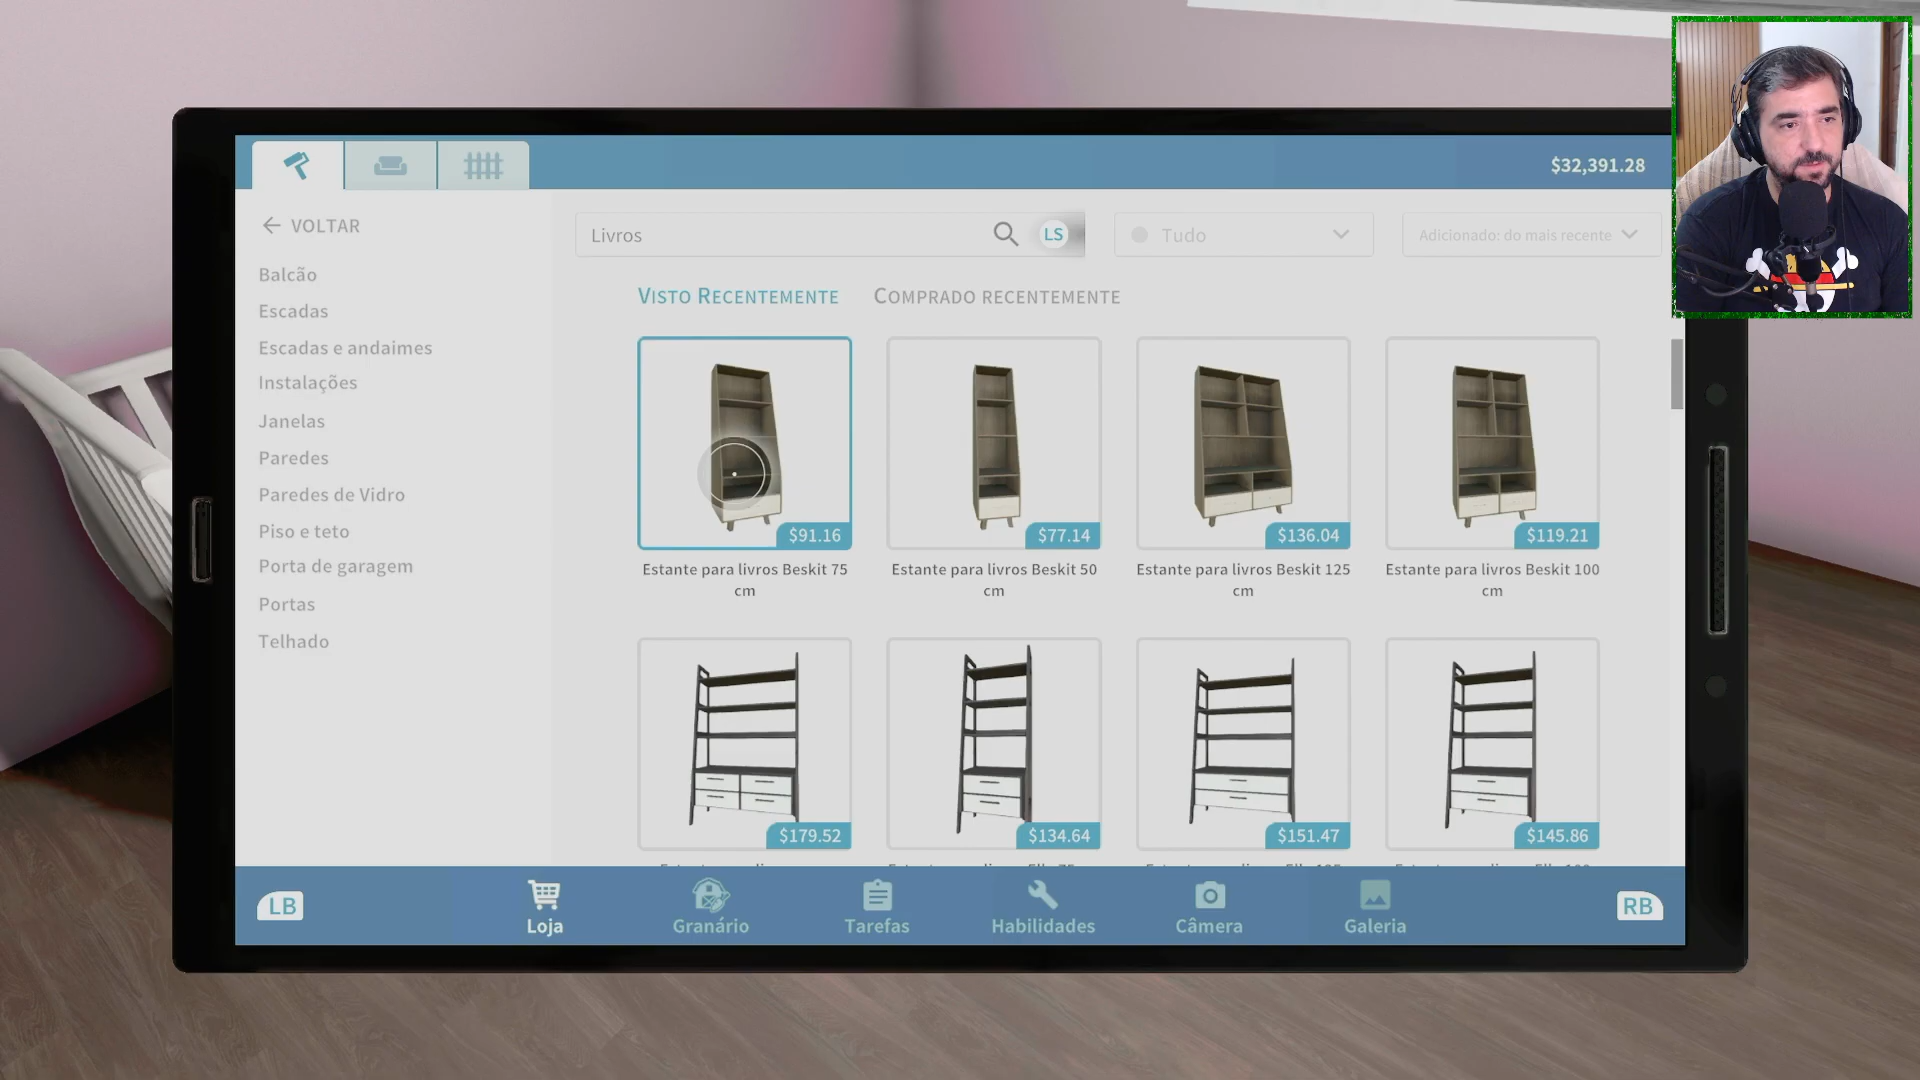 $32,391.28
VOLTAR
Livros
LS
Tudo
Adicionado: do mais recente
Balcão
Escadas
Escadas e andaimes
Instalações
Janelas
Paredes
Paredes de Vidro
Piso e teto
Porta de garagem
Portas
Telhado
VISTO RECENTEMENTE
COMPRADO RECENTEMENTE
$91.16
$77.14
$136.04
$119.21
Estante para livros Beskit 75
cm
Estante para livros Beskit 50
cm
Estante para livros Beskit 125
cm
Estante para livros Beskit 100
cm
$179.52
$134.64
$151.47
$145.86
LB
Loja
Granário
Tarefas
Habilidades
Câmera
Galeria
RB